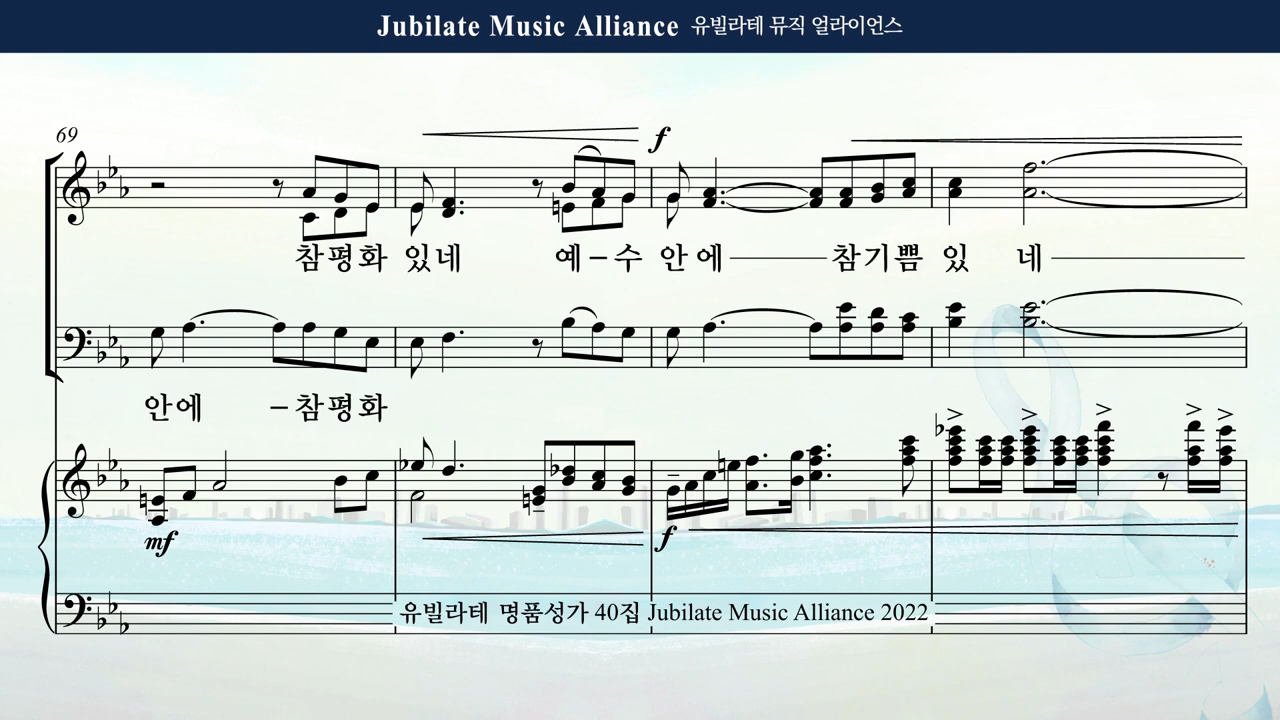 Jubilate Music Alliance 유빌라테 뮤직 얼라이언스
69
f
참평화 있네 예–수 안에 참기쁨 있 네
안에 –참평화
mf
f
유빌라테 명품성가 40집 Jubilate Music Alliance 2022